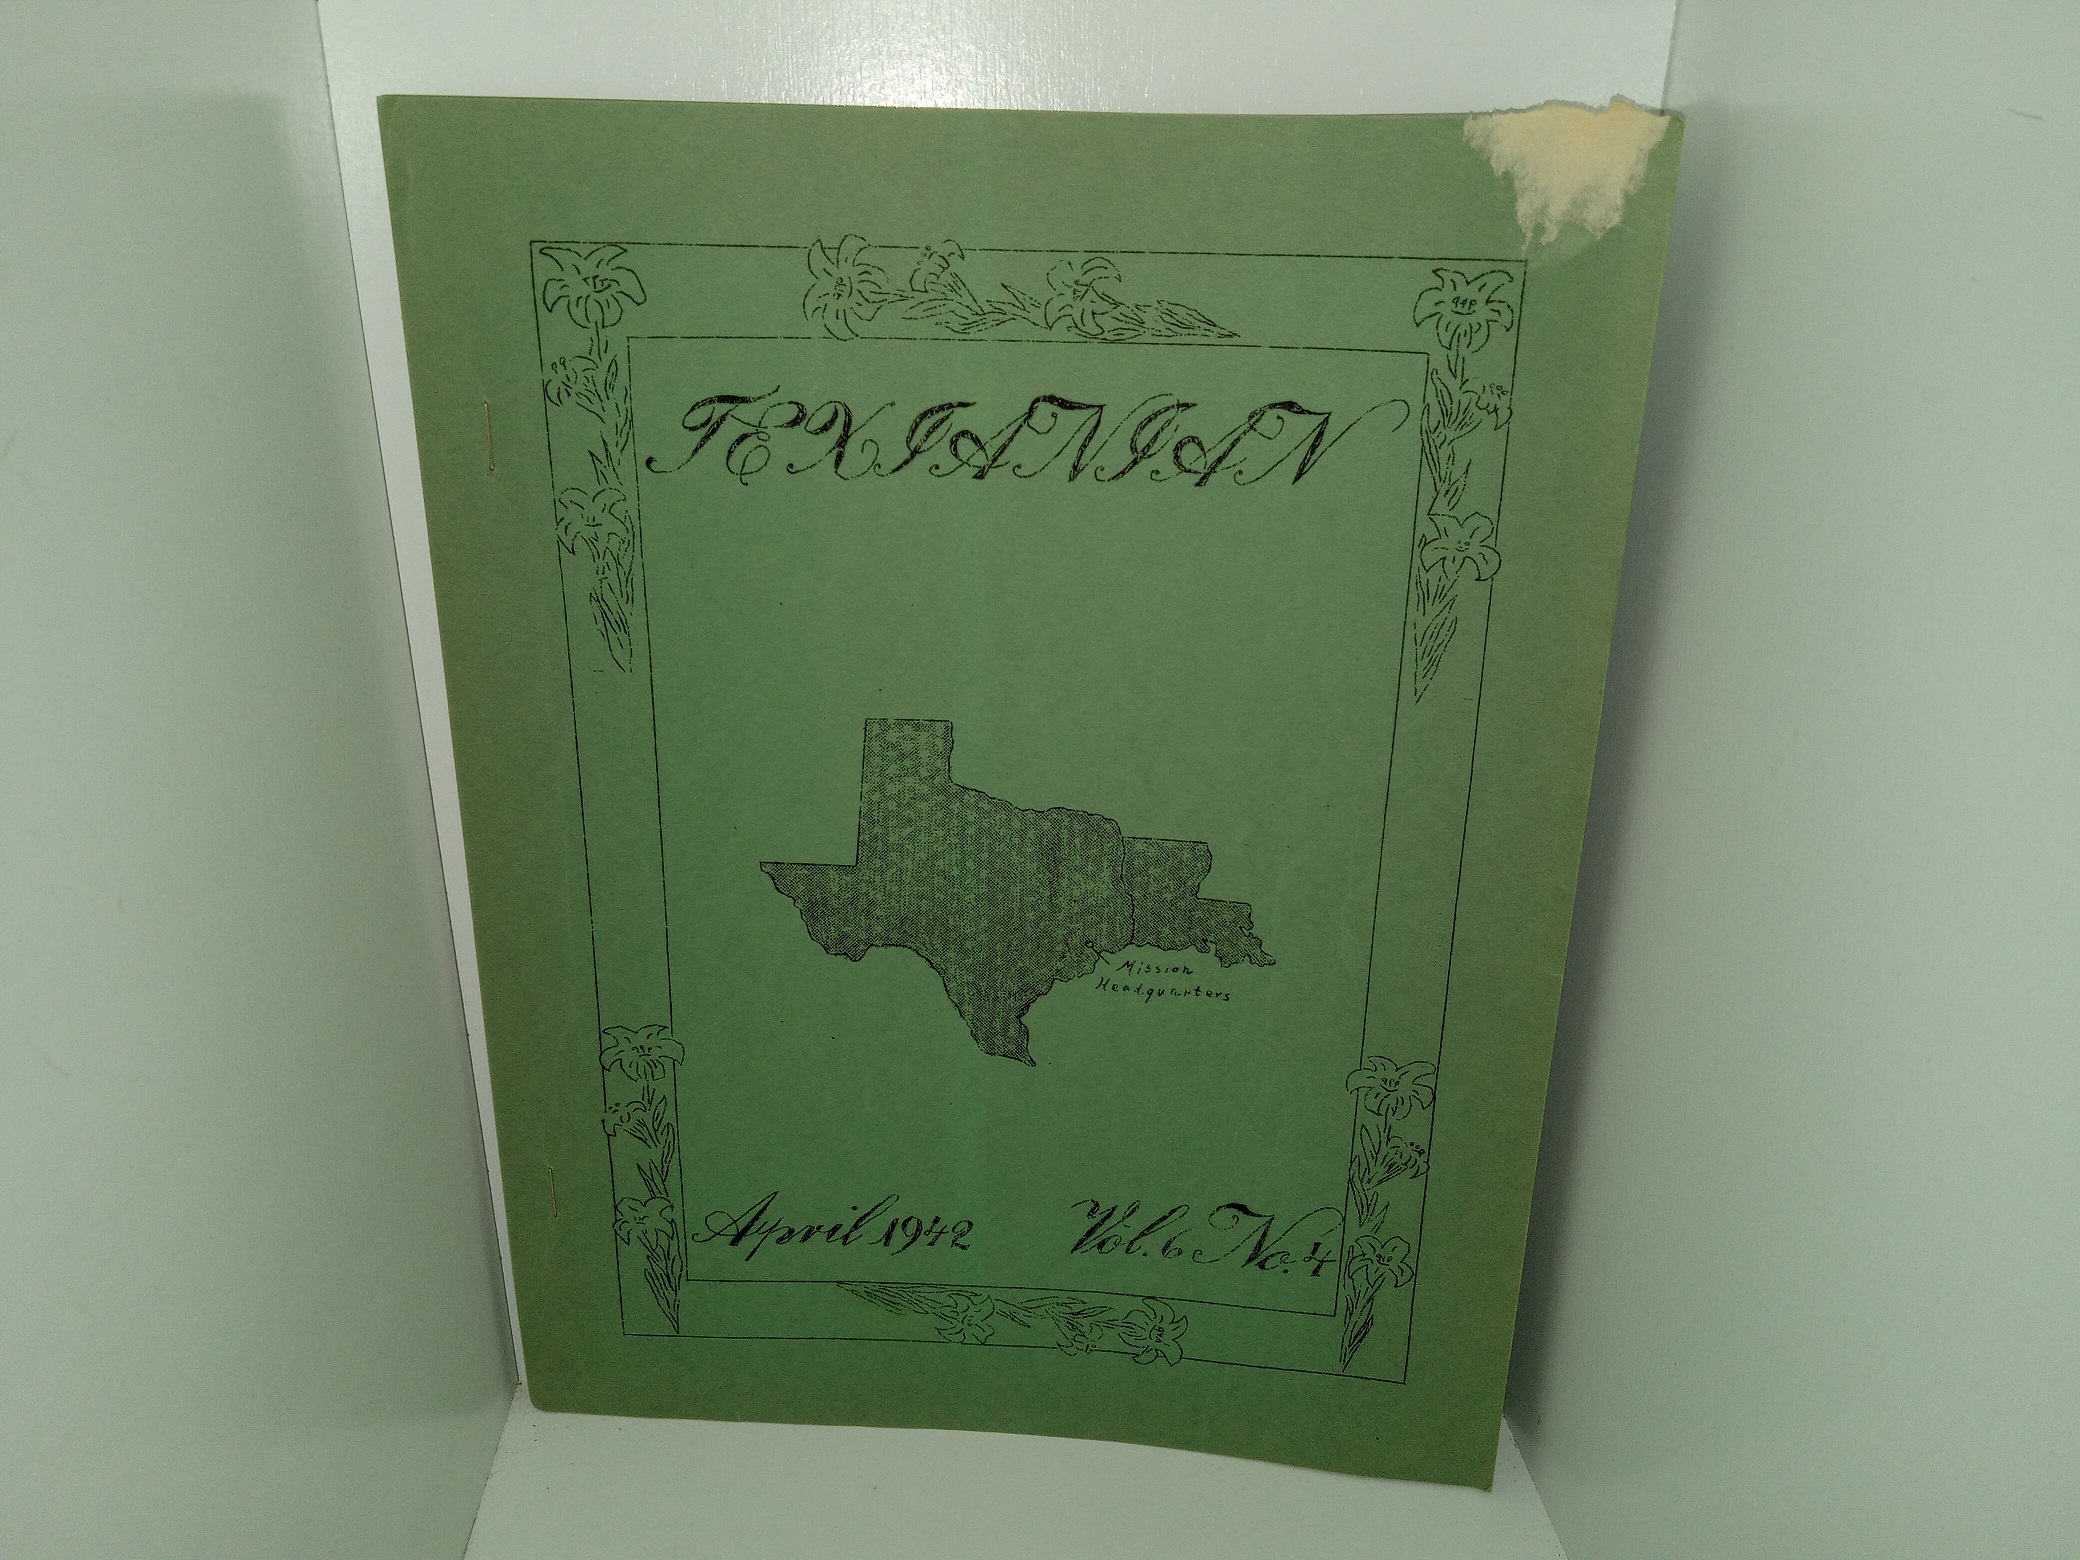 TEXIANIAN
Mission
Headquarters
April 1942 Vol. 6 No. 4